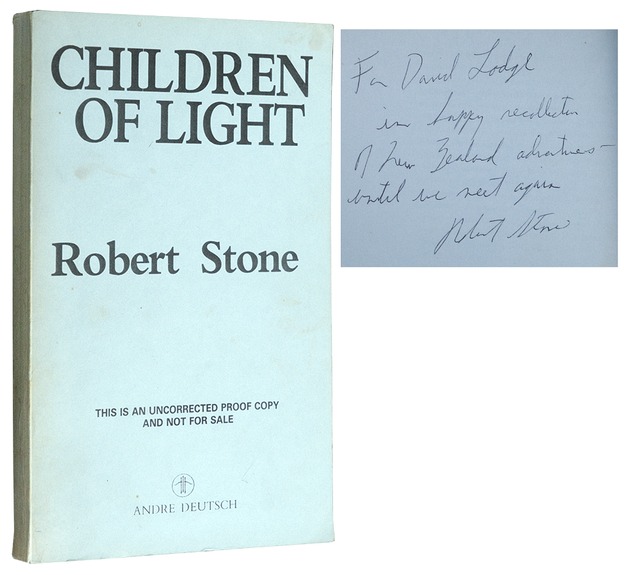 CHILDREN
OF LIGHT
Robert Stone
THIS IS AN UNCORRECTED PROOF COPY
AND NOT FOR SALE
ANDRE DEUTSCH
For David Lodge
in happy recollection
of New Zealand adventures—
until we meet again
Robert Stone